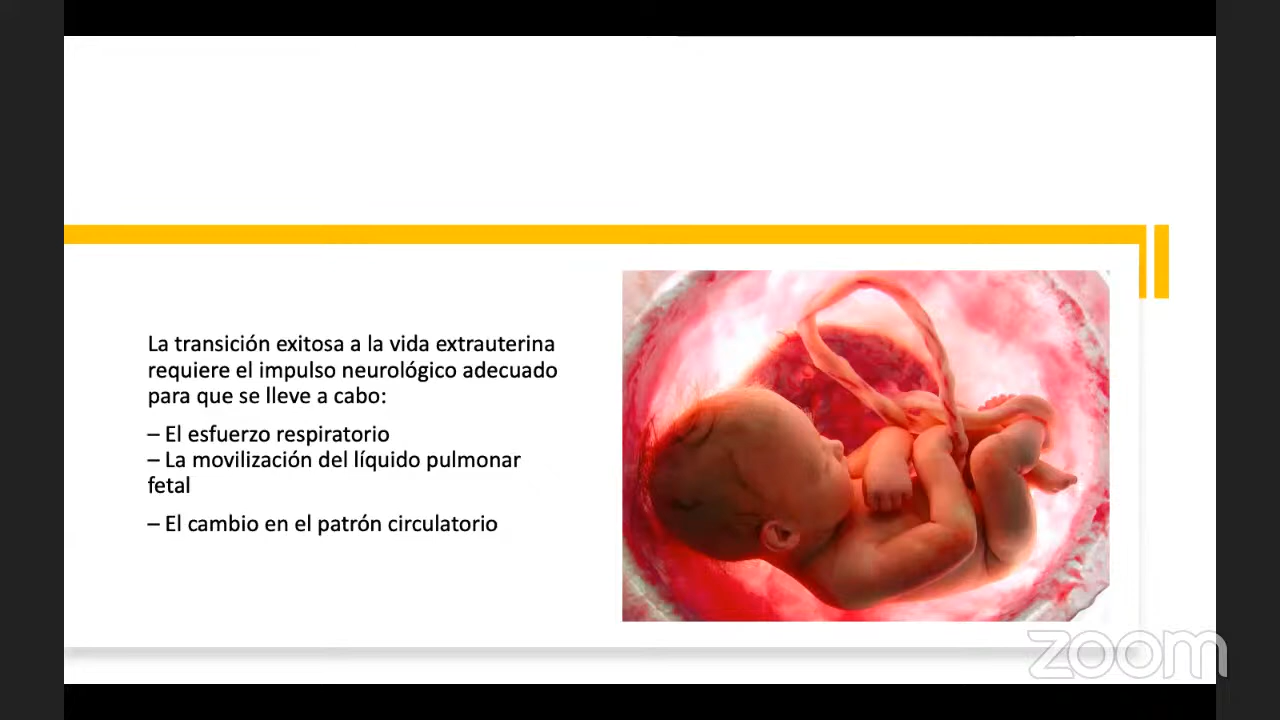 La transición exitosa a la vida extrauterina
requiere el impulso neurológico adecuado
para que se lleve a cabo:
– El esfuerzo respiratorio
– La movilización del líquido pulmonar
fetal
– El cambio en el patrón circulatorio
zoom